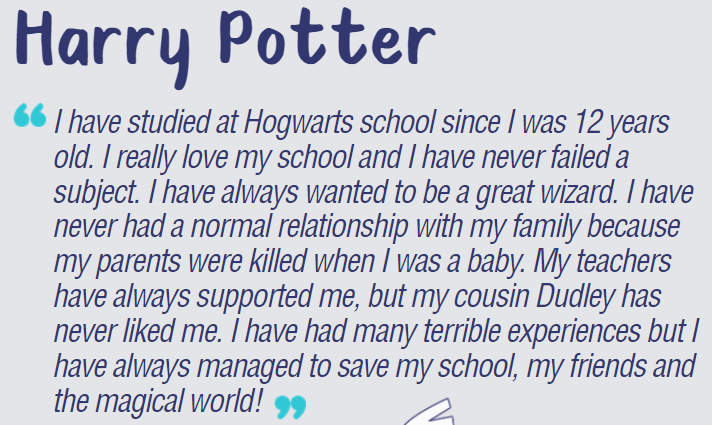 Harry Potter
“ I have studied at Hogwarts school since I was 12 years
old. I really love my school and I have never failed a
subject. I have always wanted to be a great wizard. I have
never had a normal relationship with my family because
my parents were killed when I was a baby. My teachers
have always supported me, but my cousin Dudley has
never liked me. I have had many terrible experiences but I
have always managed to save my school, my friends and
the magical world! ”